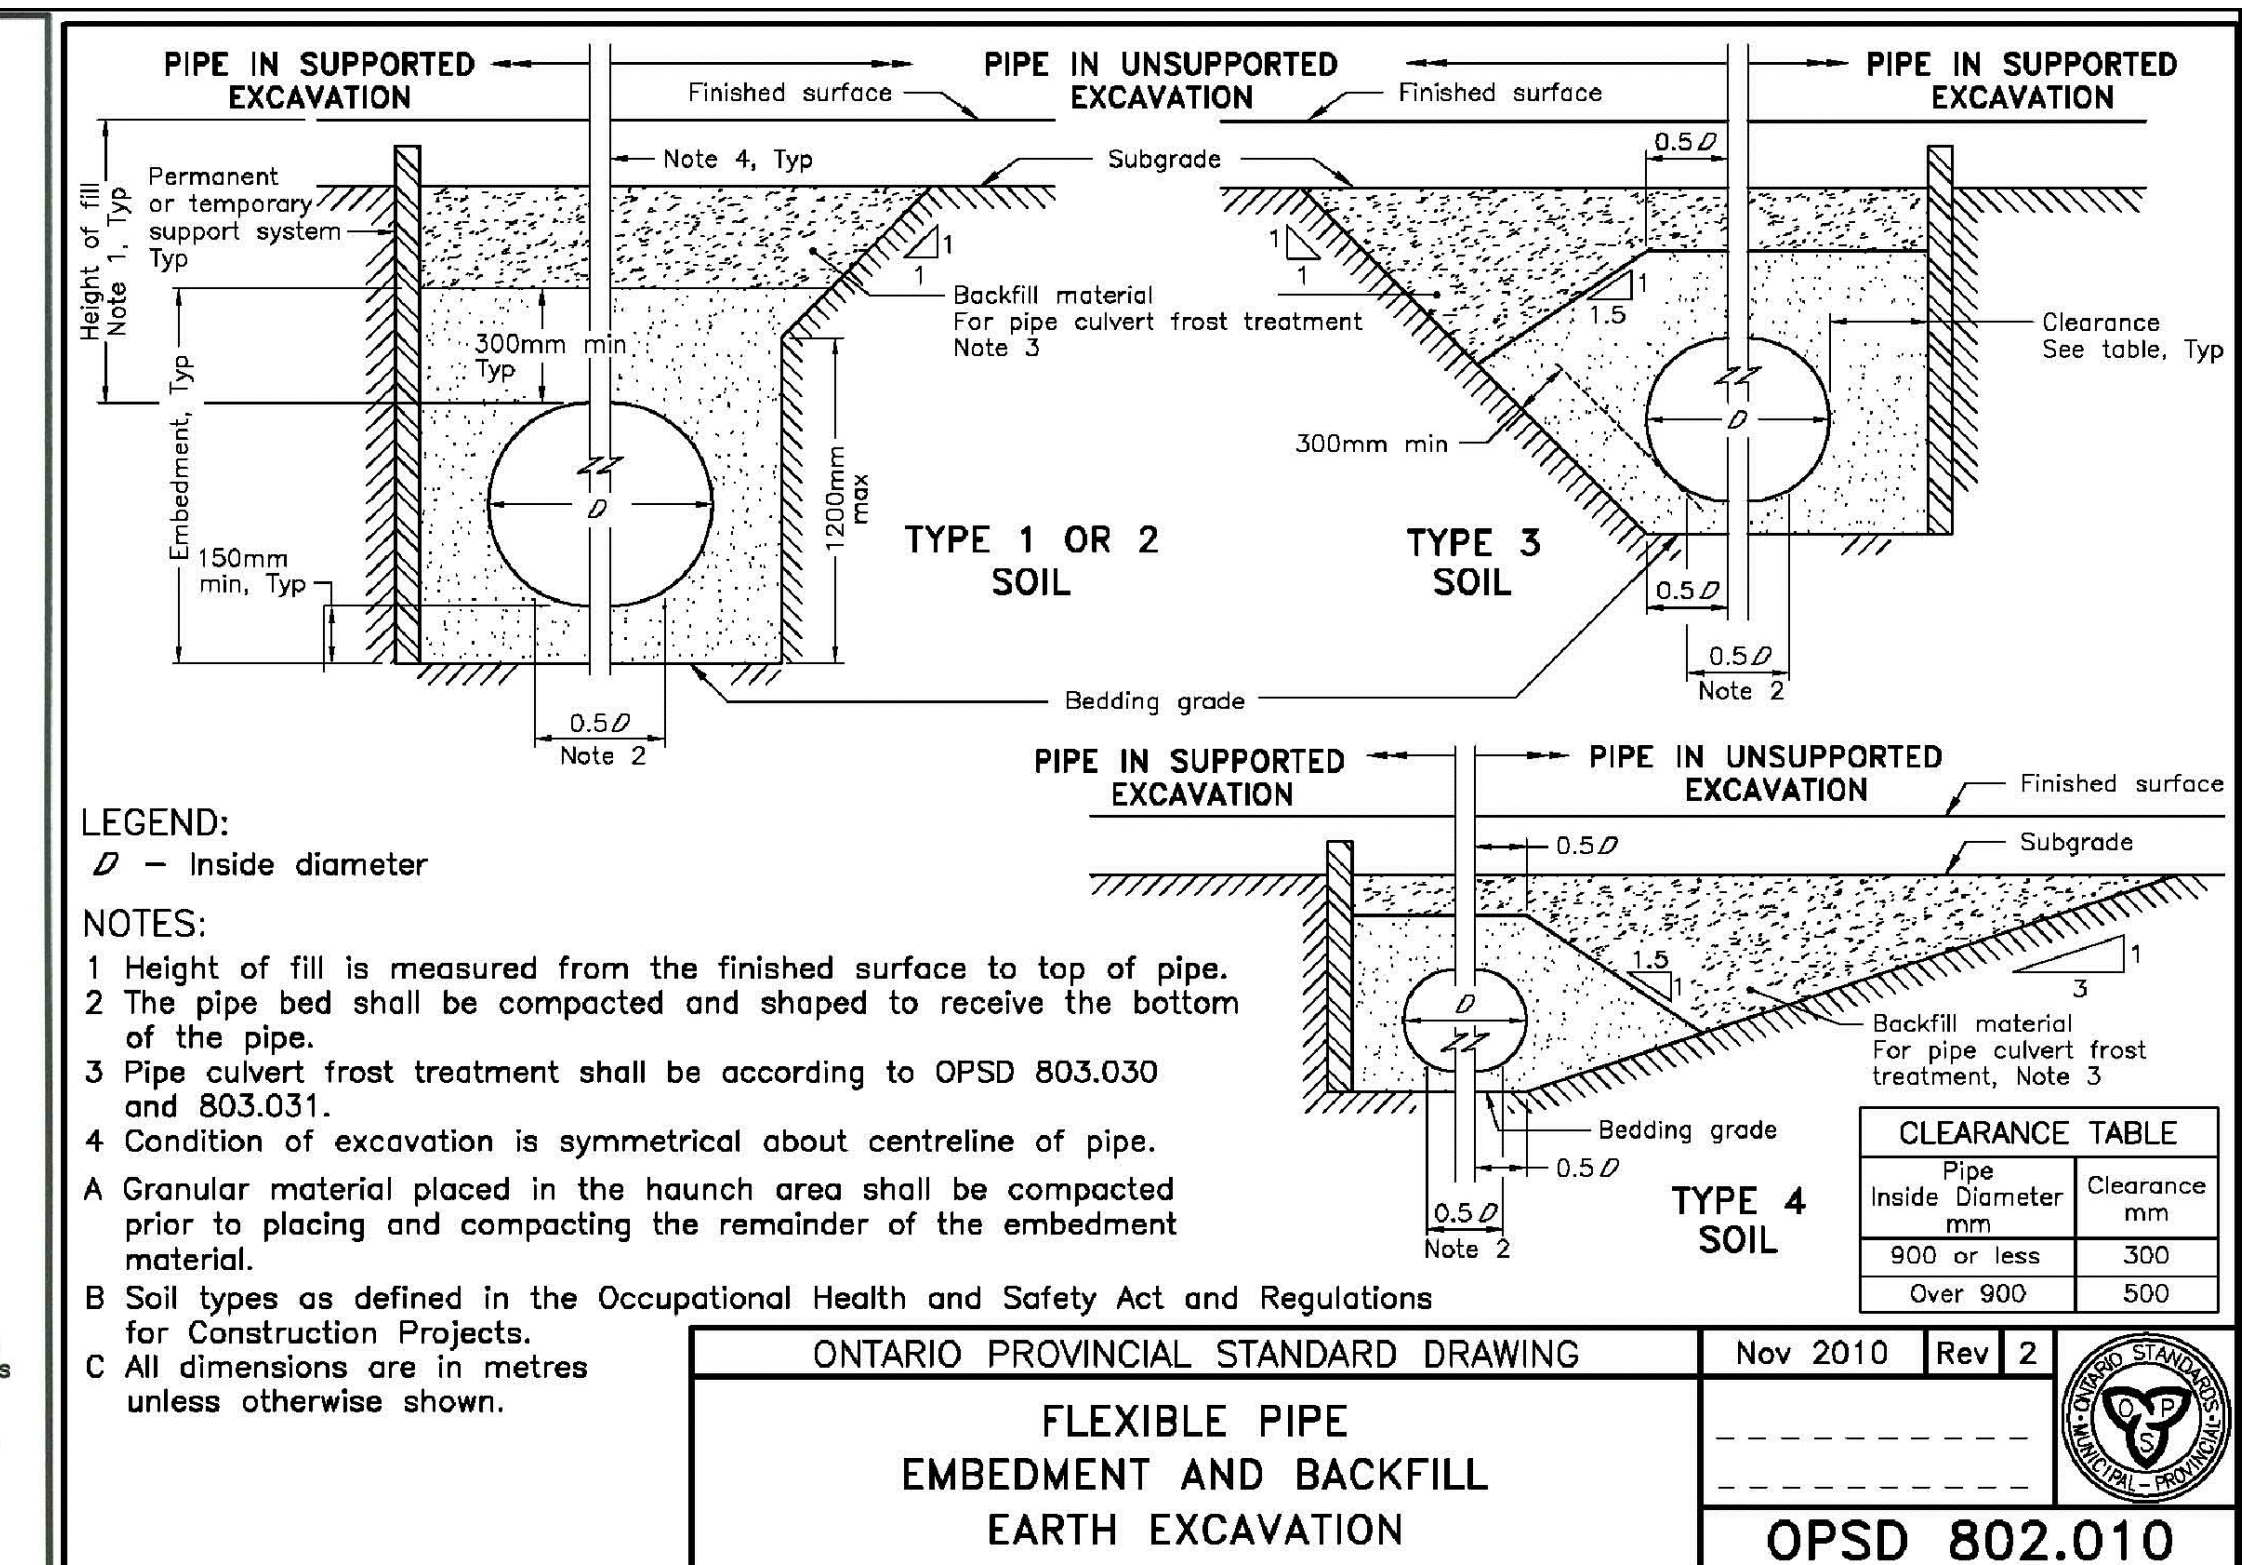 PIPE IN SUPPORTED
EXCAVATION
PIPE IN UNSUPPORTED
EXCAVATION
PIPE IN SUPPORTED
EXCAVATION
Finished surface
Finished surface
0.5D
Note 4, Typ
Subgrade
Height of fill
Note 1, Typ
Permanent
or temporary
support system
Typ
1
1
1
1
Backfill material
For pipe culvert frost treatment
Note 3
1
1.5
Clearance
See table, Typ
300mm min
Typ
Embedment, Typ
D
D
300mm min
1200mm
max
TYPE 1 OR 2
SOIL
TYPE 3
SOIL
150mm
min, Typ
0.5D
0.5D
Note 2
Bedding grade
0.5D
Note 2
PIPE IN SUPPORTED
EXCAVATION
PIPE IN UNSUPPORTED
EXCAVATION
Finished surface
0.5D
Subgrade
1.5
1
1
3
D
Backfill material
For pipe culvert frost
treatment, Note 3
Bedding grade
0.5D
0.5D
Note 2
TYPE 4
SOIL
LEGEND:
D – Inside diameter
NOTES:
1 Height of fill is measured from the finished surface to top of pipe.
2 The pipe bed shall be compacted and shaped to receive the bottom
of the pipe.
3 Pipe culvert frost treatment shall be according to OPSD 803.030
and 803.031.
4 Condition of excavation is symmetrical about centreline of pipe.
A Granular material placed in the haunch area shall be compacted
prior to placing and compacting the remainder of the embedment
material.
B Soil types as defined in the Occupational Health and Safety Act and Regulations
for Construction Projects.
C All dimensions are in metres
unless otherwise shown.
CLEARANCE TABLE
Pipe
Inside Diameter
mm
Clearance
mm
900 or less 300
Over 900 500
ONTARIO PROVINCIAL STANDARD DRAWING
Nov 2010 Rev 2
FLEXIBLE PIPE
EMBEDMENT AND BACKFILL
EARTH EXCAVATION
ONTARIO STANDARDS
MUNICIPAL – PROVINCIAL
O P S
OPSD 802.010
s